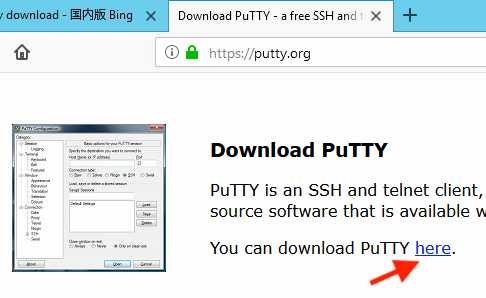 y download - 国内版 Bing
Download PuTTY - a free SSH and t
https://putty.org
PuTTY Configuration
Category:
Session
Logging
Terminal
Keyboard
Bell
Features
Window
Appearance
Behaviour
Translation
Selection
Colours
Connection
Data
Proxy
Telnet
Rlogin
SSH
Serial
Basic options for your PuTTY session
Specify the destination you want to connect to
Host Name (or IP address)
Port
22
Connection type:
Raw
Telnet
Rlogin
SSH
Serial
Load, save or delete a stored session
Saved Sessions
Default Settings
Load
Save
Delete
Close window on exit:
Always
Never
Only on clean exit
About
Open
Cancel
Download PuTTY
PuTTY is an SSH and telnet client,
source software that is available w
You can download PuTTY here.